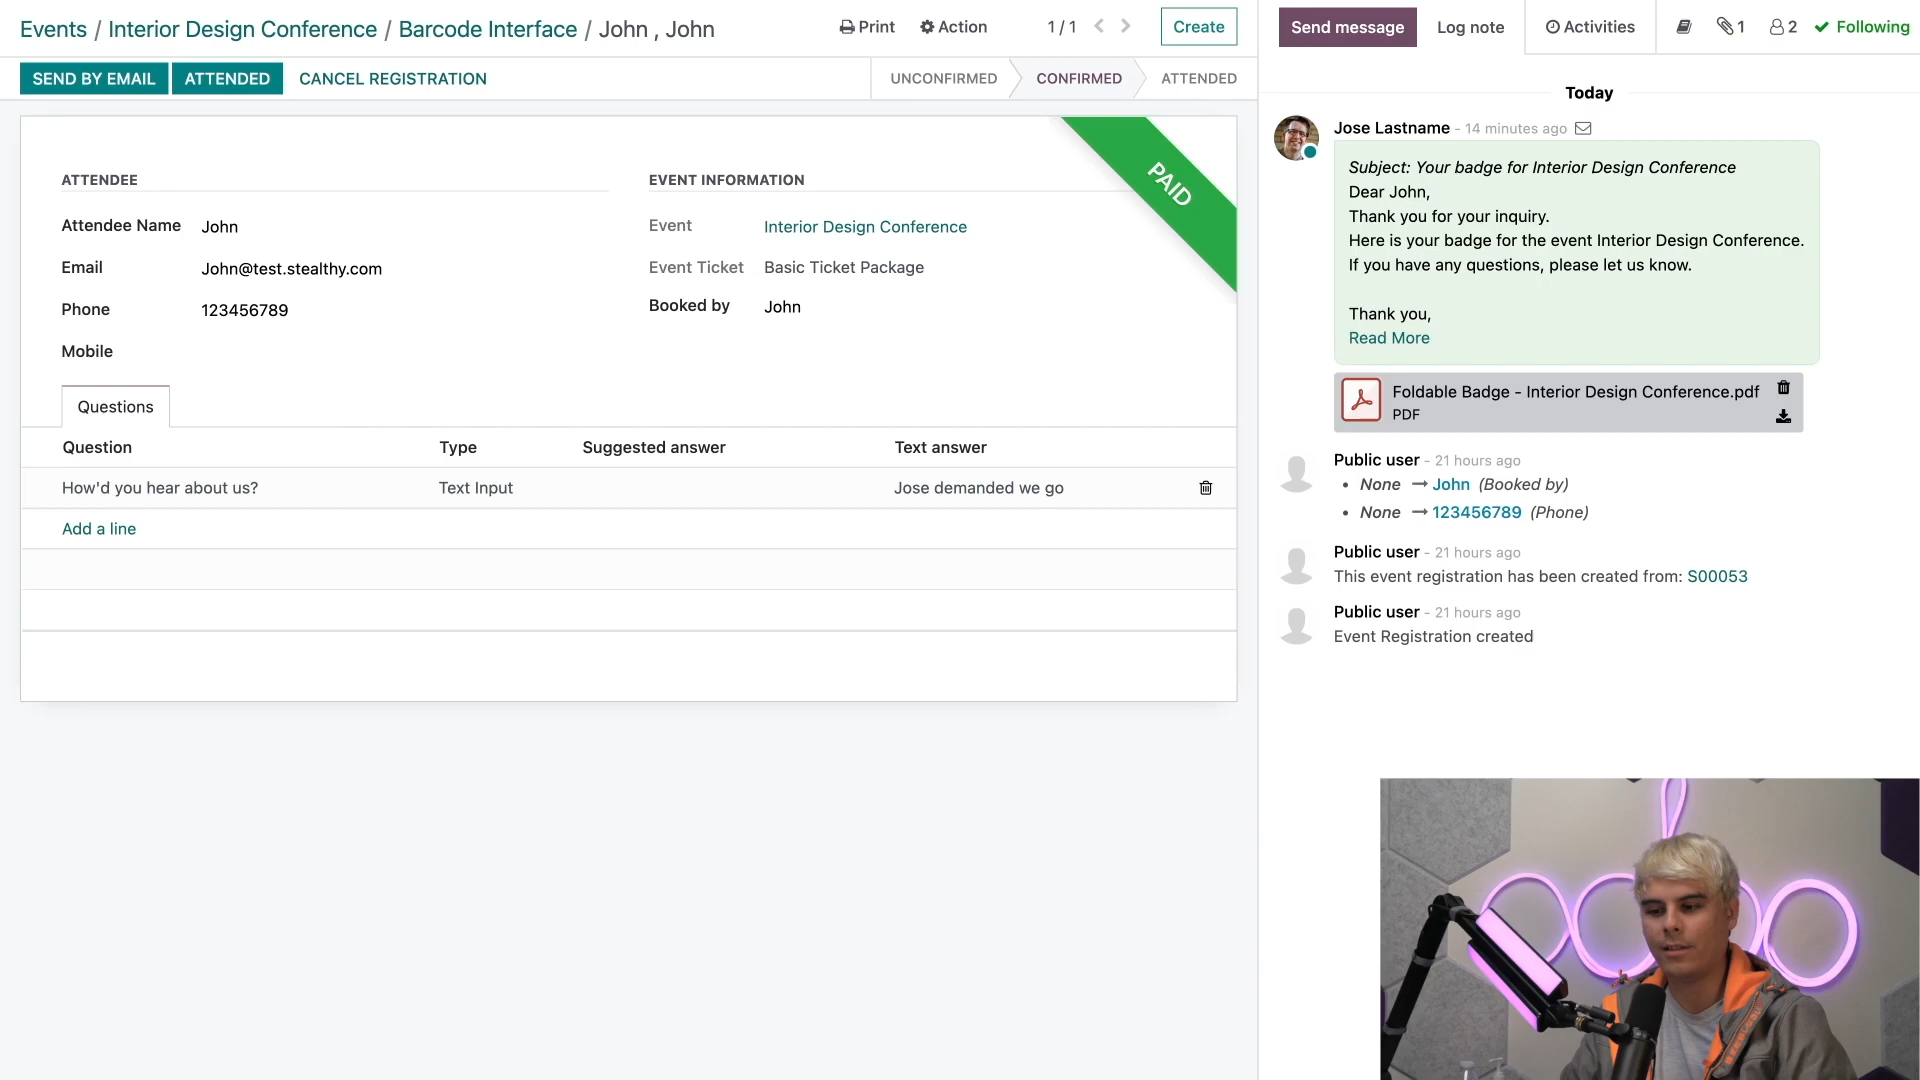 Events / Interior Design Conference / Barcode Interface / John , John
Print
Action
1 / 1
Create
SEND BY EMAIL
ATTENDED
CANCEL REGISTRATION
UNCONFIRMED
CONFIRMED
ATTENDED
PAID
ATTENDEE
Attendee Name John
Email John@test.stealthy.com
Phone 123456789
Mobile
EVENT INFORMATION
Event Interior Design Conference
Event Ticket Basic Ticket Package
Booked by John
Questions
Question Type Suggested answer Text answer
How'd you hear about us? Text Input Jose demanded we go
Add a line
Send message
Log note
Activities
1
2
Following
Today
Jose Lastname - 14 minutes ago
Subject: Your badge for Interior Design Conference
Dear John,
Thank you for your inquiry.
Here is your badge for the event Interior Design Conference.
If you have any questions, please let us know.
Thank you,
Read More
Foldable Badge - Interior Design Conference.pdf
PDF
Public user - 21 hours ago
• None → John (Booked by)
• None → 123456789 (Phone)
Public user - 21 hours ago
This event registration has been created from: S00053
Public user - 21 hours ago
Event Registration created
odoo